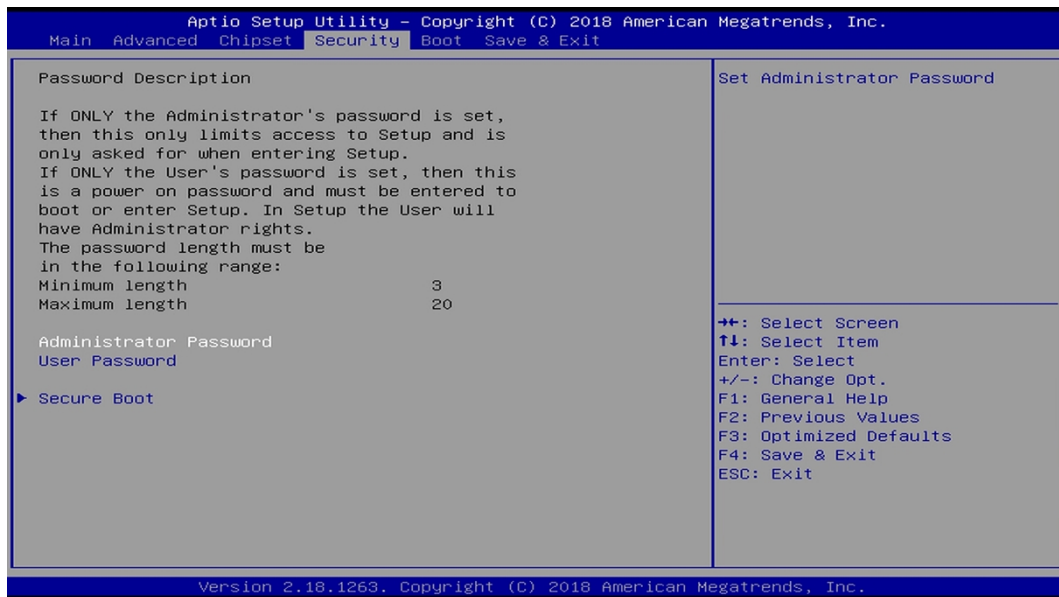 Aptio Setup Utility – Copyright (C) 2018 American Megatrends, Inc.
Main Advanced Chipset Security Boot Save & Exit
Password Description
If ONLY the Administrator's password is set,
then this only limits access to Setup and is
only asked for when entering Setup.
If ONLY the User's password is set, then this
is a power on password and must be entered to
boot or enter Setup. In Setup the User will
have Administrator rights.
The password length must be
in the following range:
Minimum length 3
Maximum length 20
Administrator Password
User Password
► Secure Boot
Set Administrator Password
→←: Select Screen
↑↓: Select Item
Enter: Select
+/-: Change Opt.
F1: General Help
F2: Previous Values
F3: Optimized Defaults
F4: Save & Exit
ESC: Exit
Version 2.18.1263. Copyright (C) 2018 American Megatrends, Inc.